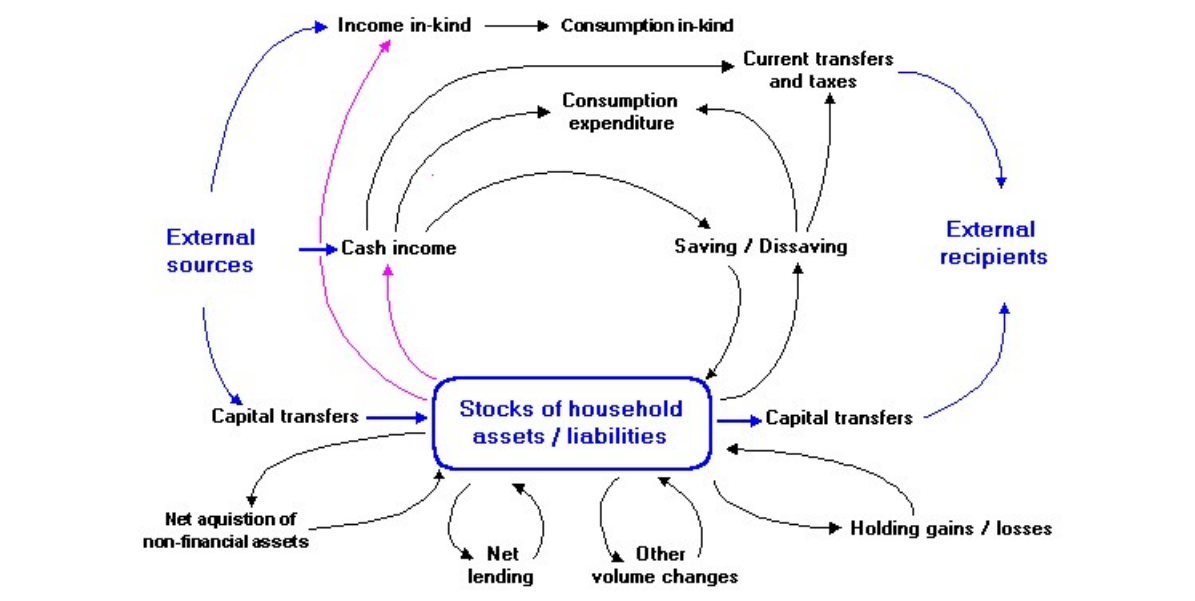 Income in-kind
Consumption in-kind
Current transfers
and taxes
Consumption
expenditure
External
sources
Cash income
Saving / Dissaving
External
recipients
Capital transfers
Stocks of household
assets / liabilities
Capital transfers
Net aquistion of
non-financial assets
Net
lending
Other
volume changes
Holding gains / losses